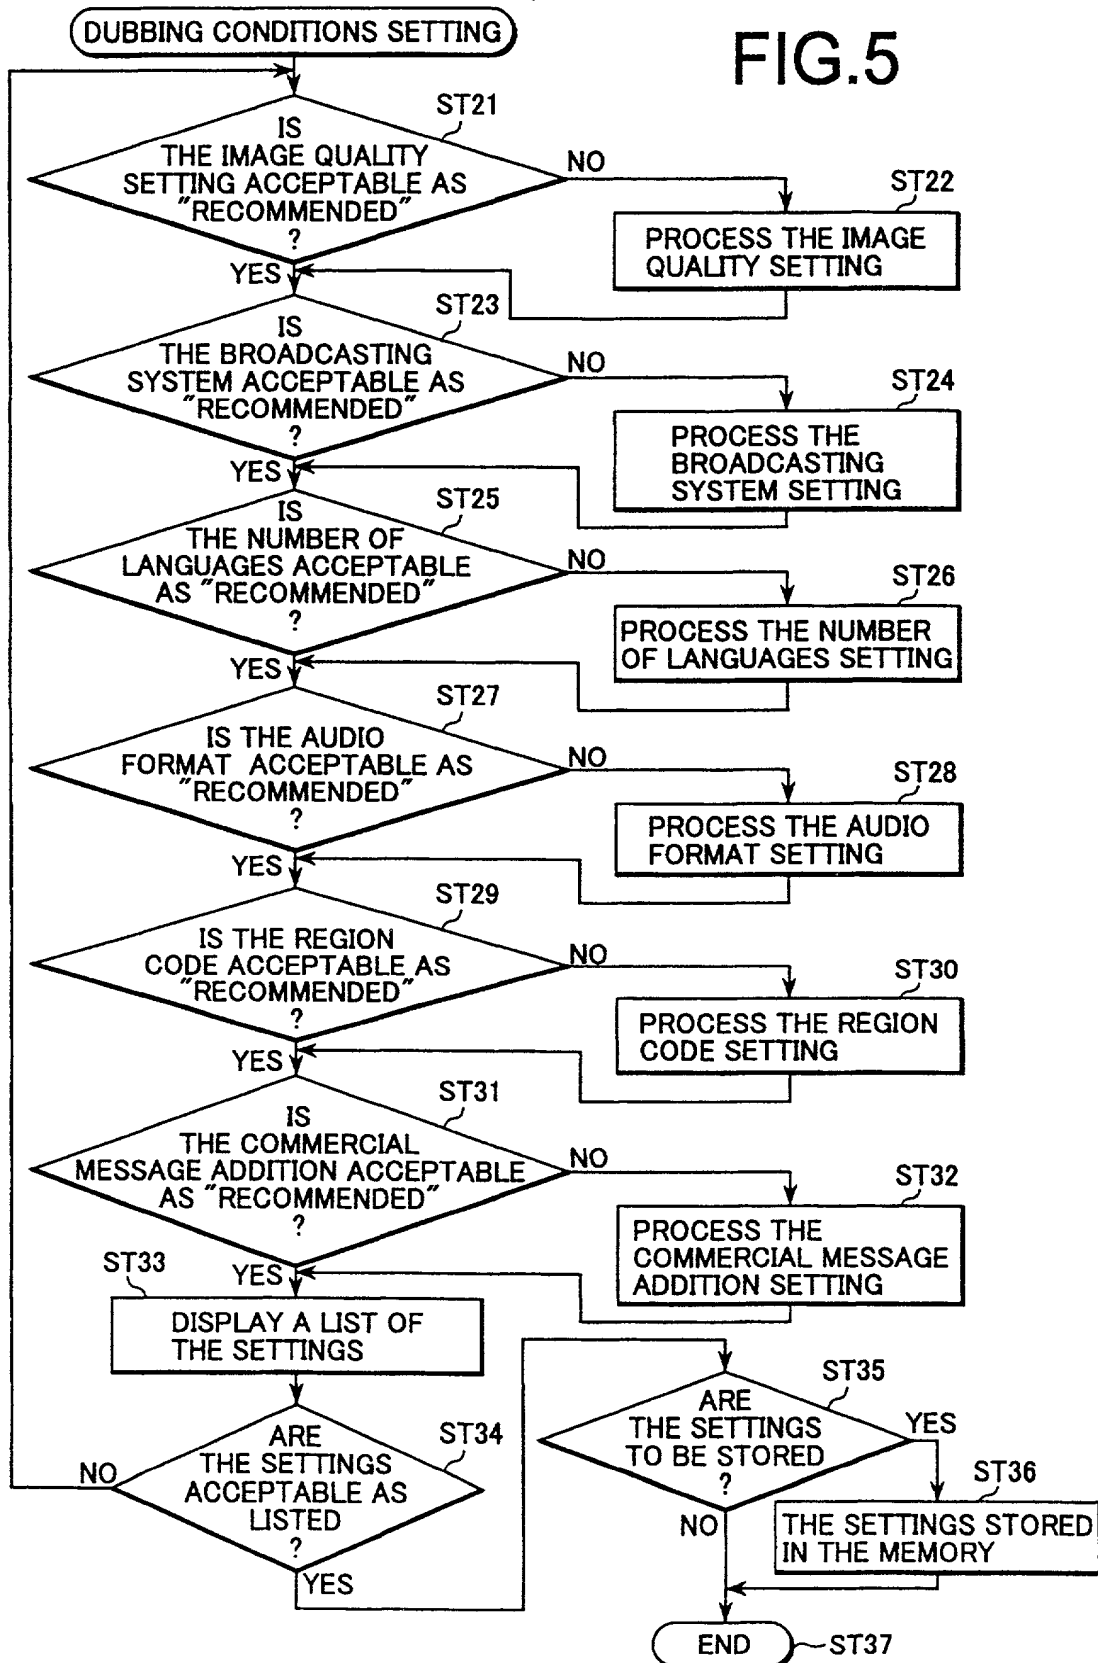 DUBBING CONDITIONS SETTING
FIG.5
ST21
IS
THE IMAGE QUALITY
SETTING ACCEPTABLE AS
"RECOMMENDED"
?
NO
YES
ST22
PROCESS THE IMAGE
QUALITY SETTING
ST23
IS
THE BROADCASTING
SYSTEM ACCEPTABLE AS
"RECOMMENDED"
?
NO
YES
ST24
PROCESS THE
BROADCASTING
SYSTEM SETTING
ST25
IS
THE NUMBER OF
LANGUAGES ACCEPTABLE
AS "RECOMMENDED"
?
NO
YES
ST26
PROCESS THE NUMBER
OF LANGUAGES SETTING
ST27
IS THE AUDIO
FORMAT ACCEPTABLE AS
"RECOMMENDED"
?
NO
YES
ST28
PROCESS THE AUDIO
FORMAT SETTING
ST29
IS THE REGION
CODE ACCEPTABLE AS
"RECOMMENDED"
?
NO
YES
ST30
PROCESS THE REGION
CODE SETTING
ST31
IS
THE COMMERCIAL
MESSAGE ADDITION ACCEPTABLE
AS "RECOMMENDED"
?
NO
YES
ST32
PROCESS THE
COMMERCIAL MESSAGE
ADDITION SETTING
ST33
DISPLAY A LIST OF
THE SETTINGS
ST34
ARE
THE SETTINGS
ACCEPTABLE AS
LISTED
?
NO
YES
ST35
ARE
THE SETTINGS
TO BE STORED
?
YES
NO
ST36
THE SETTINGS STORED
IN THE MEMORY
END
ST37